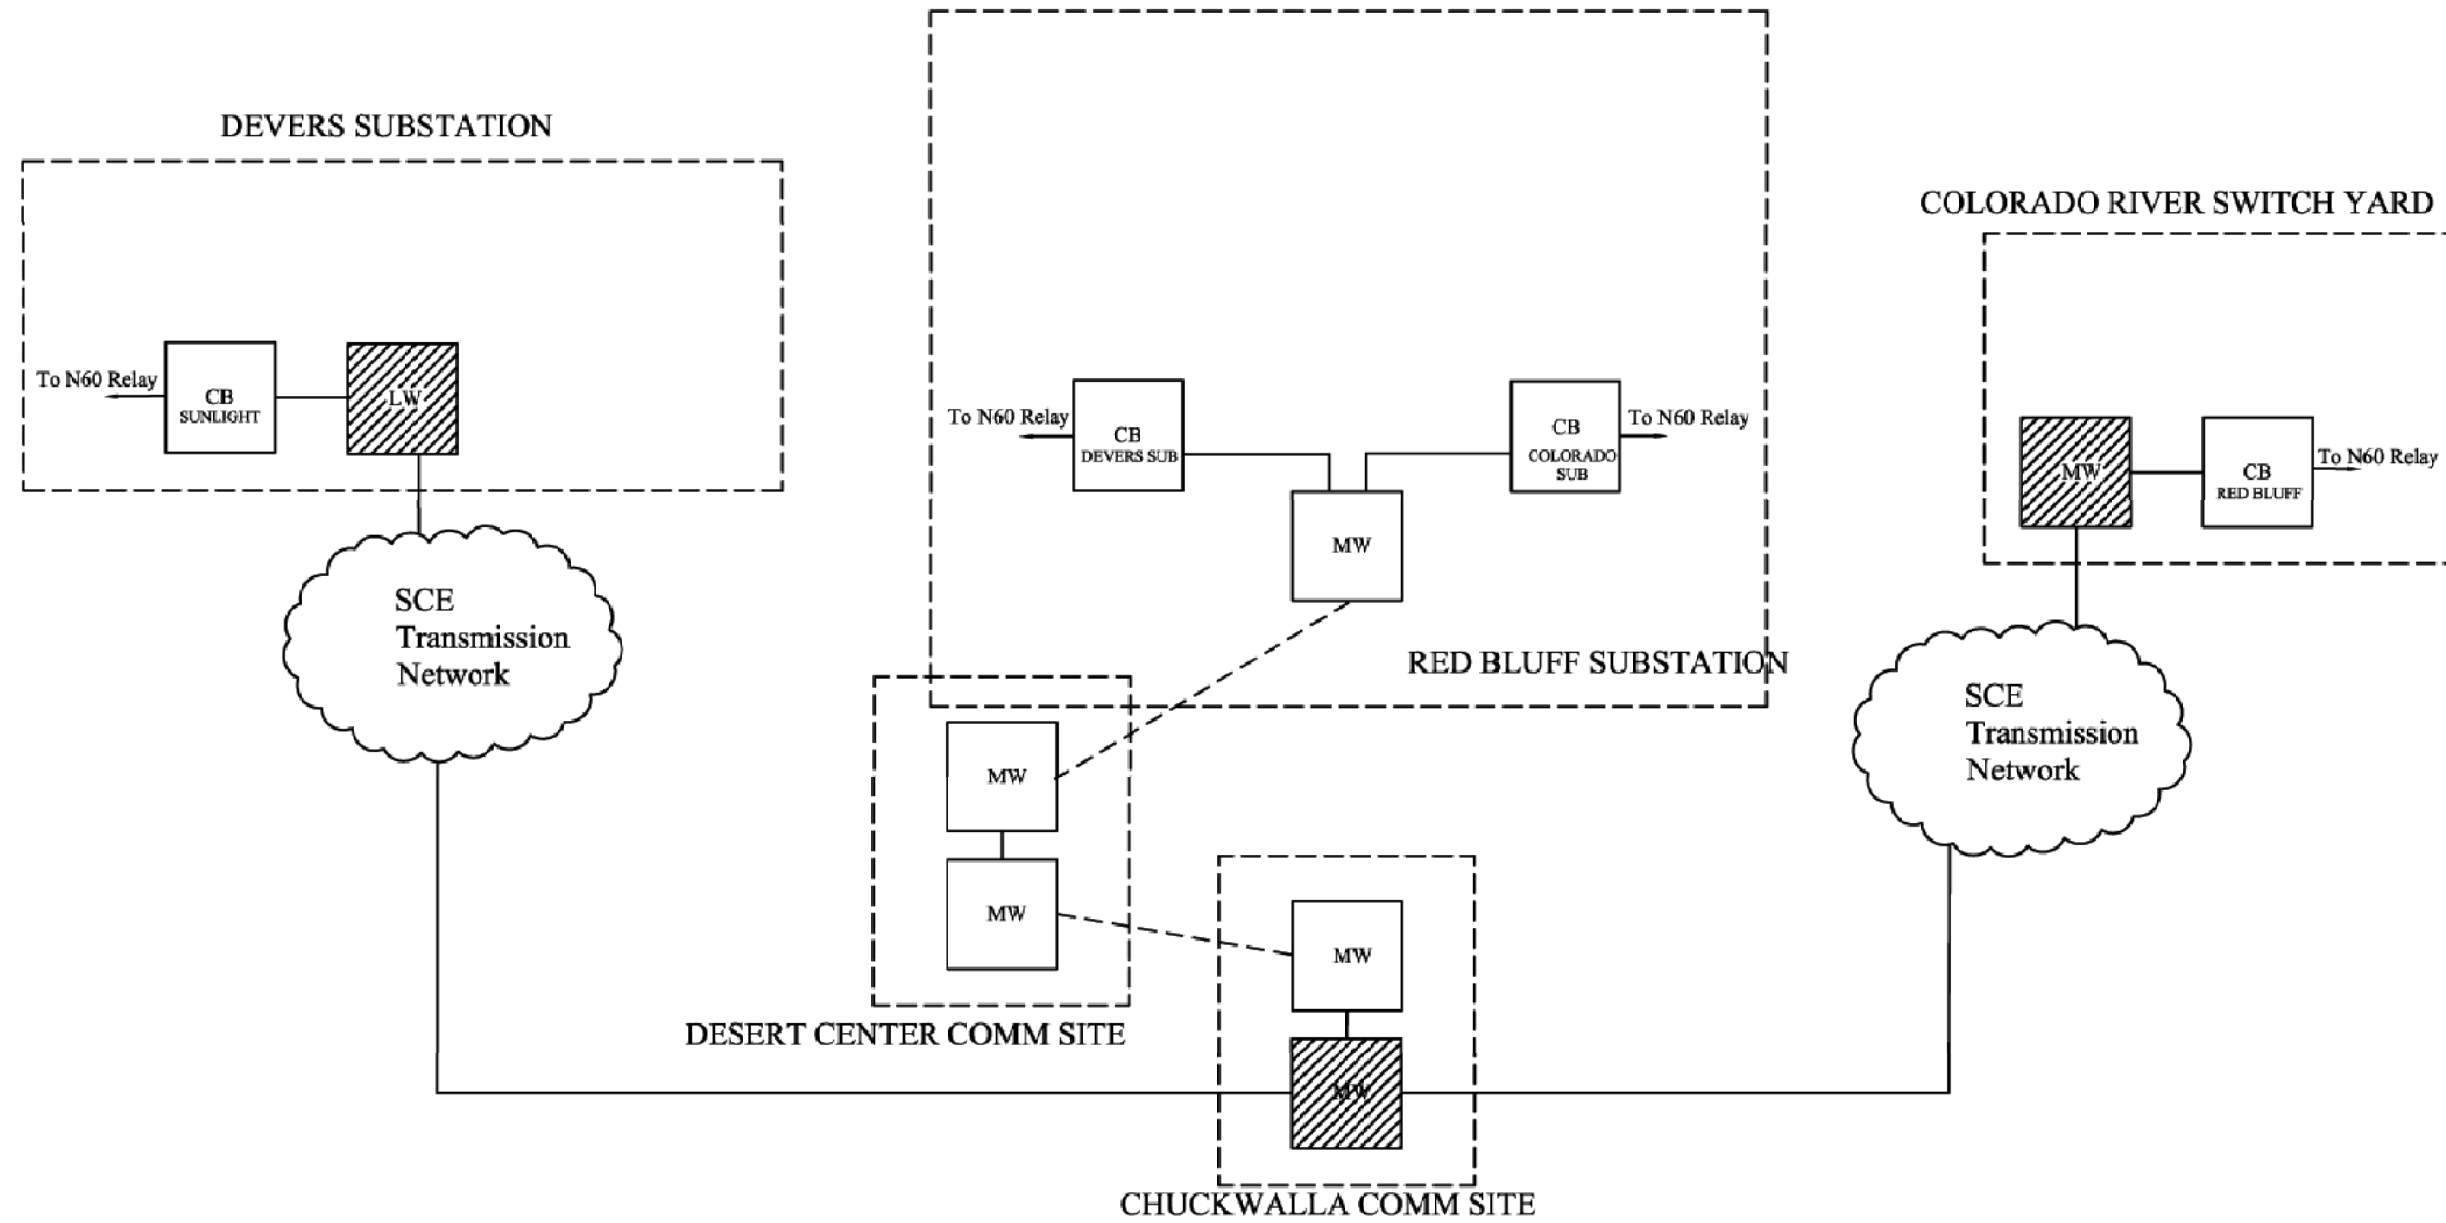 DEVERS SUBSTATION
To N60 Relay
CB
SUNLIGHT
LW
SCE
Transmission
Network
To N60 Relay
CB
DEVERS SUB
CB
COLORADO
SUB
To N60 Relay
MW
RED BLUFF SUBSTATION
COLORADO RIVER SWITCH YARD
MW
CB
RED BLUFF
To N60 Relay
SCE
Transmission
Network
MW
MW
DESERT CENTER COMM SITE
MW
MW
CHUCKWALLA COMM SITE